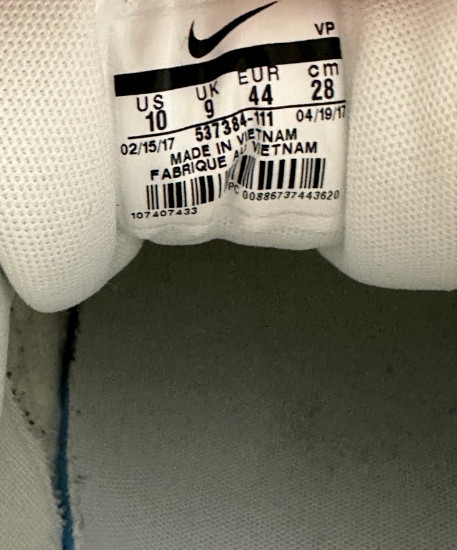 VP
US UK EUR cm
10 9 44 28
02/15/17 537384-111 04/19/17
MADE IN VIETNAM
FABRIQUE AU VIETNAM
107407433 PC 00886737443620